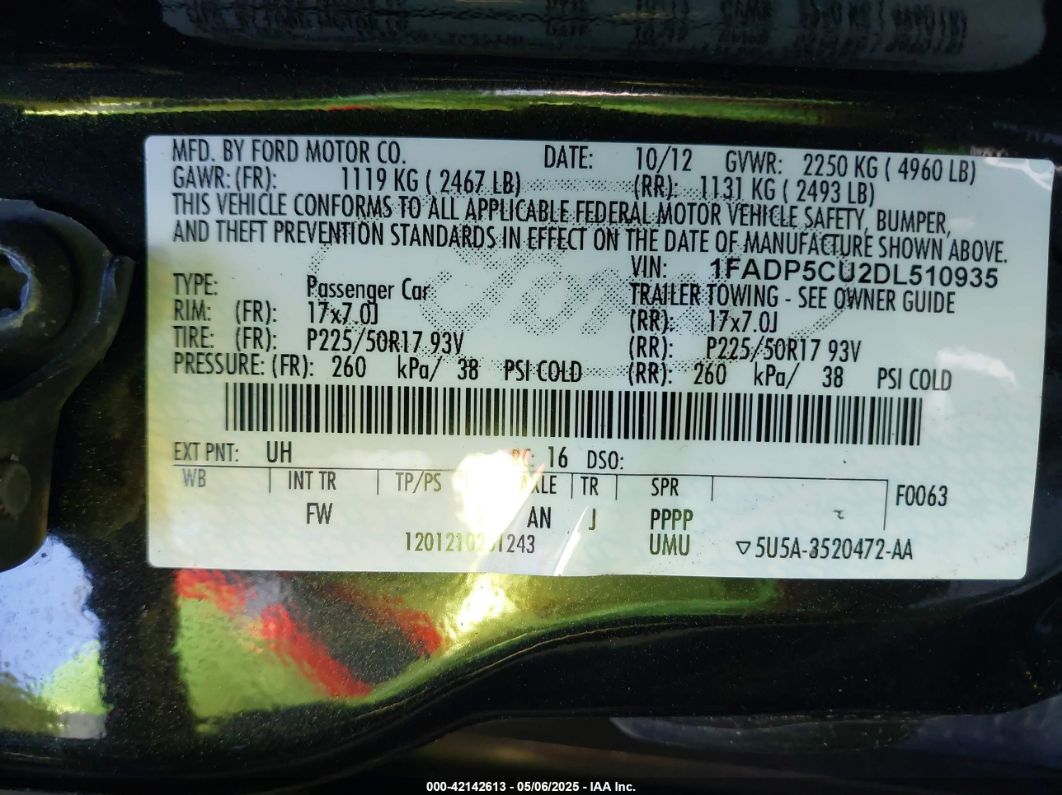 MFD. BY FORD MOTOR CO. DATE: 10/12 GVWR: 2250 KG ( 4960 LB)
GAWR: (FR): 1119 KG ( 2467 LB) (RR): 1131 KG ( 2493 LB)
THIS VEHICLE CONFORMS TO ALL APPLICABLE FEDERAL MOTOR VEHICLE SAFETY, BUMPER,
AND THEFT PREVENTION STANDARDS IN EFFECT ON THE DATE OF MANUFACTURE SHOWN ABOVE.
VIN: 1FADP5CU2DL510935
TYPE: Passenger Car TRAILER TOWING - SEE OWNER GUIDE
RIM: (FR): 17x7.0J (RR): 17x7.0J
TIRE: (FR): P225/50R17 93V (RR): P225/50R17 93V
PRESSURE: (FR): 260 kPa/ 38 PSI COLD (RR): 260 kPa/ 38 PSI COLD
EXT PNT: UH 16 DSO:
WB INT TR TP/PS TR SPR F0063
FW AN J PPPP
UMU ▽5U5A-3520472-AA
000-42142613 - 05/06/2025 - IAA Inc.